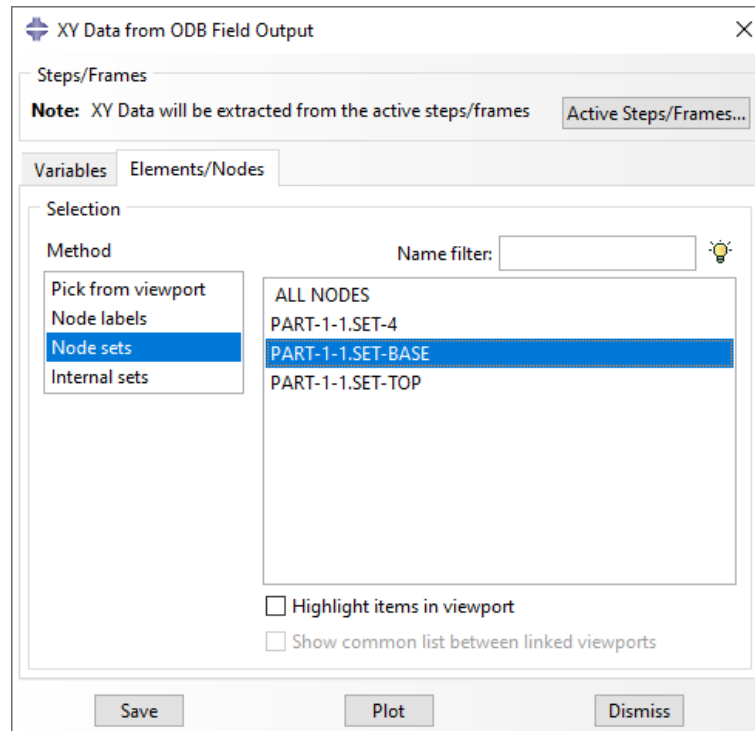 XY Data from ODB Field Output
Steps/Frames
Note: XY Data will be extracted from the active steps/frames
Active Steps/Frames...
Variables
Elements/Nodes
Selection
Method
Name filter:
Pick from viewport
Node labels
Node sets
Internal sets
ALL NODES
PART-1-1.SET-4
PART-1-1.SET-BASE
PART-1-1.SET-TOP
Highlight items in viewport
Show common list between linked viewports
Save
Plot
Dismiss